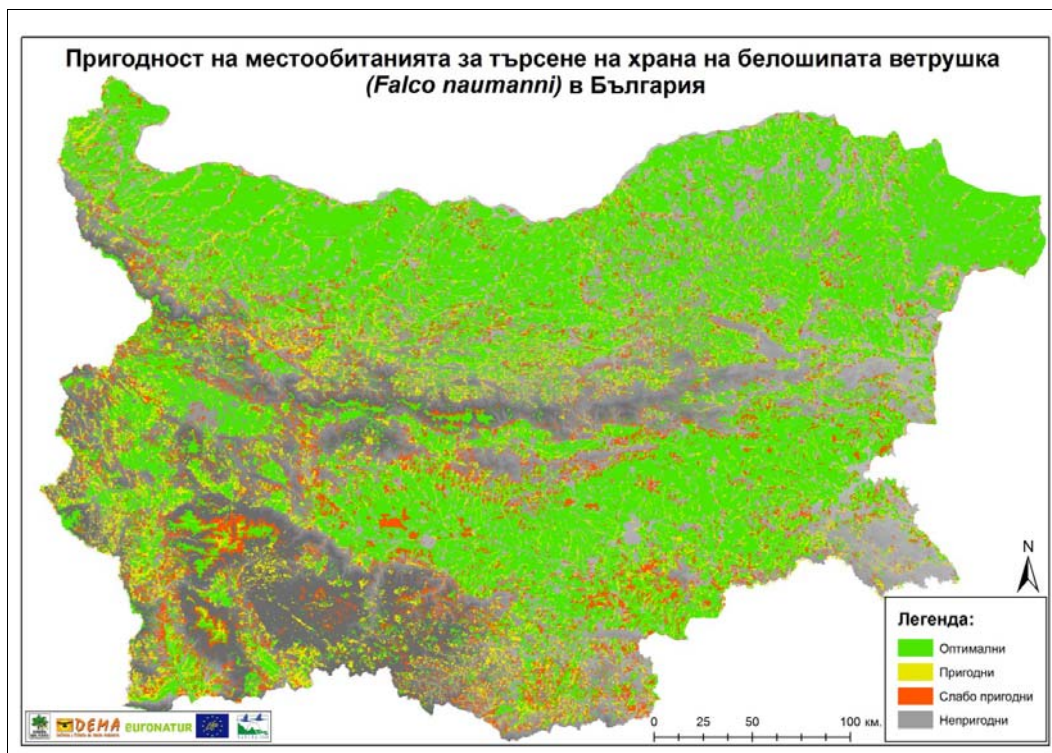 Пригодност на местообитанията за търсене на храна на белошипата ветрушка
(Falco naumanni) в България
N
Легенда:
Оптимални
Пригодни
Слабо пригодни
Непригодни
0 25 50 100 км.
DEMA euronatur